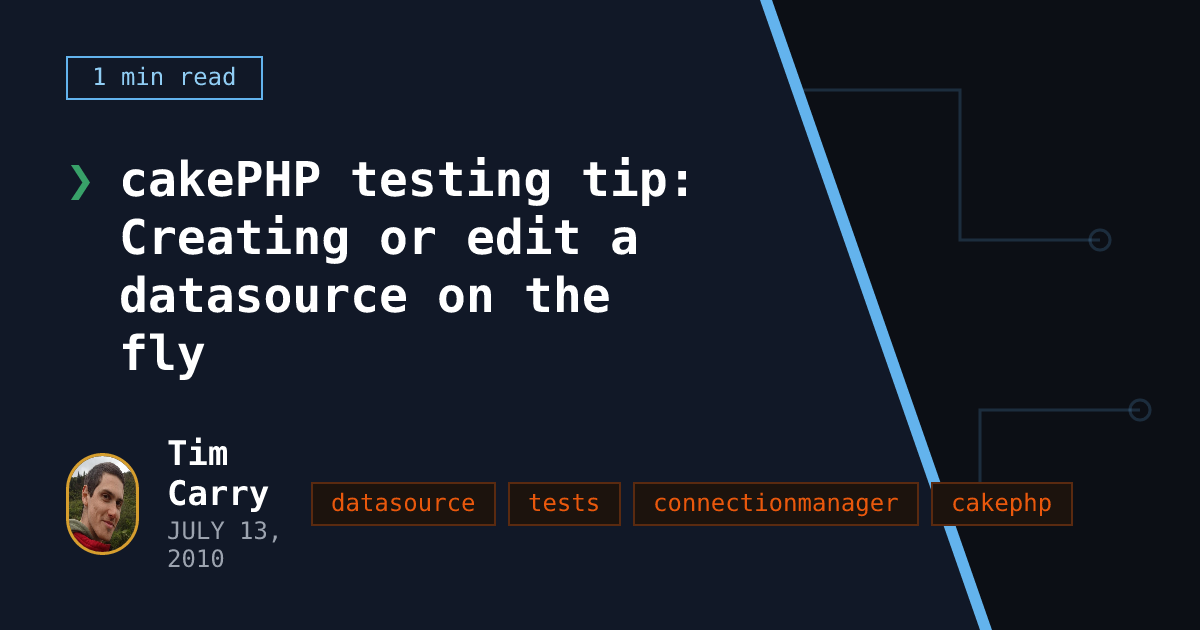 1 min read
❯ cakePHP testing tip:
Creating or edit a
datasource on the
fly
Tim
Carry
JULY 13,
2010
datasource tests connectionmanager cakephp